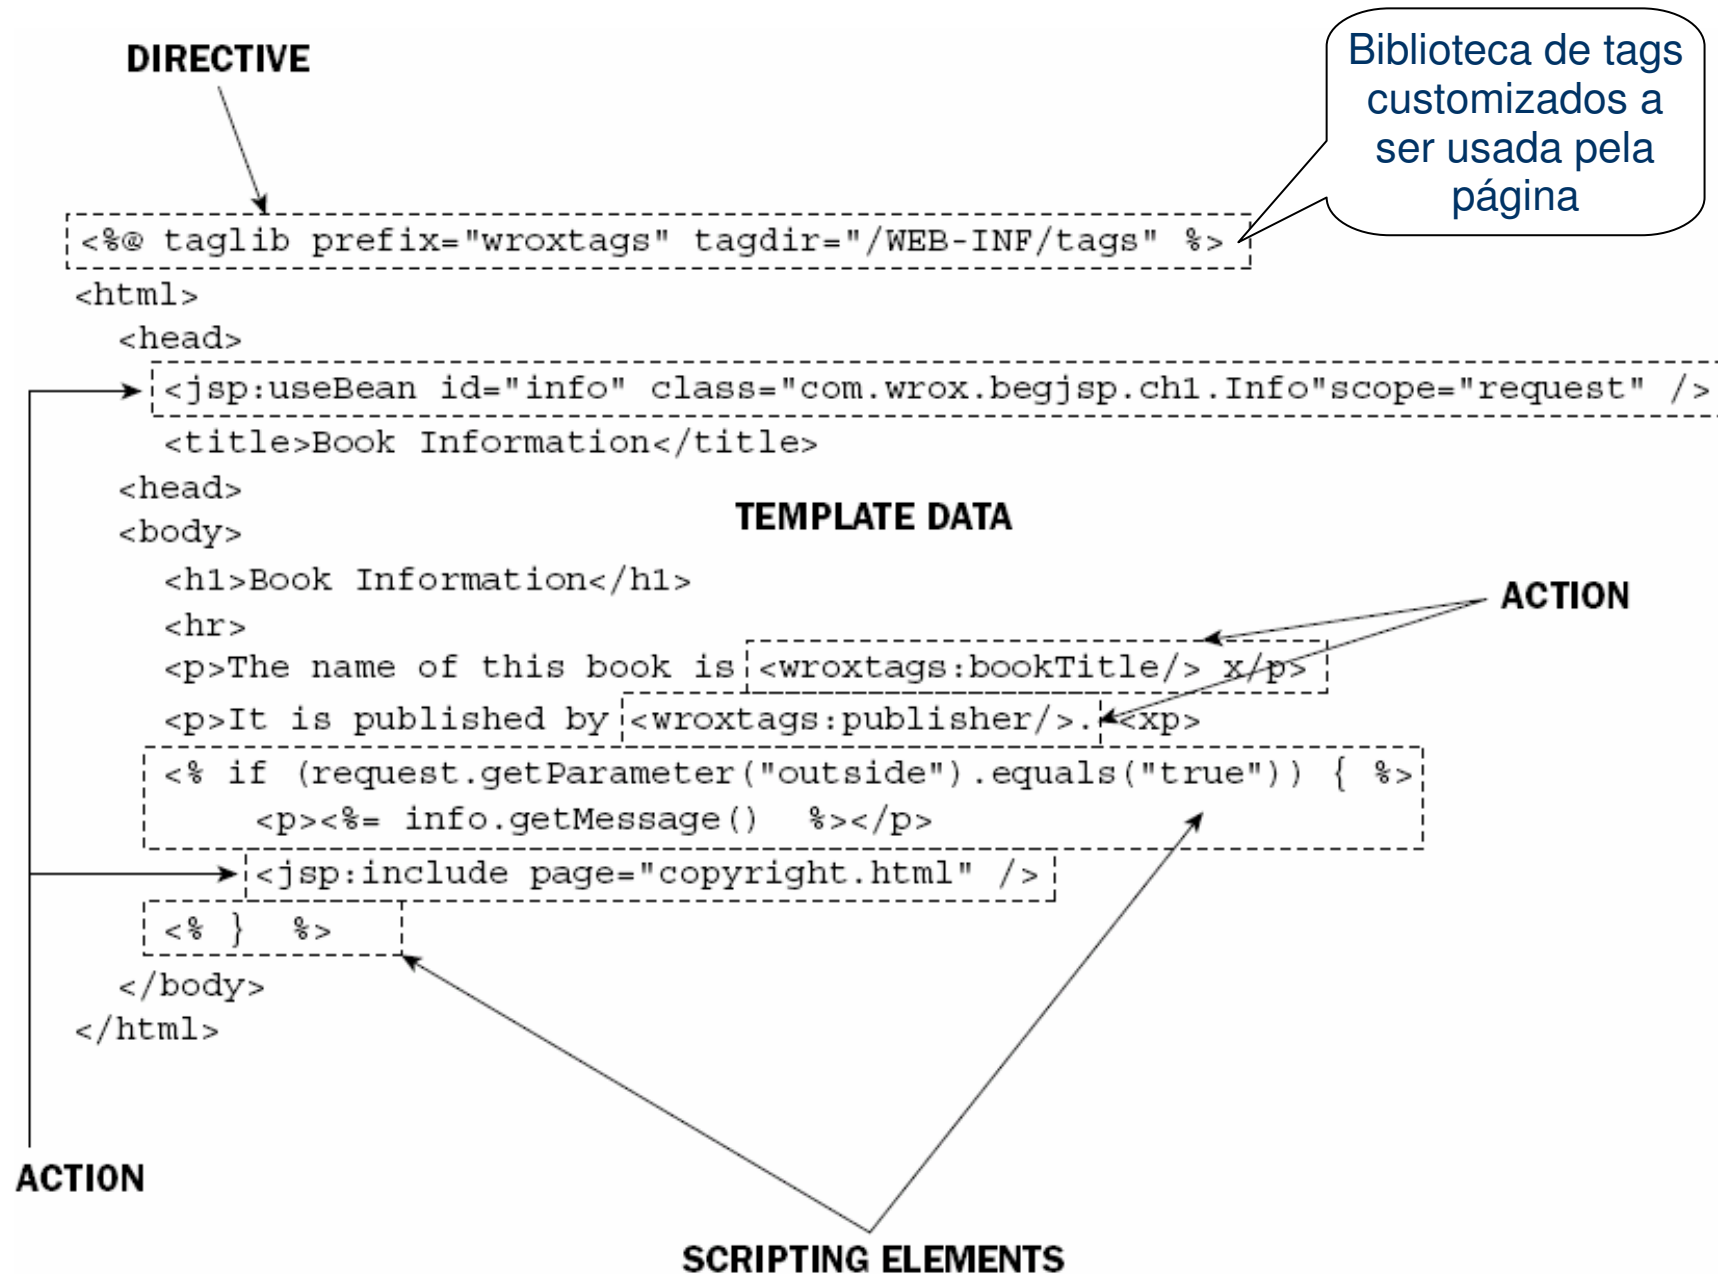 DIRECTIVE
Biblioteca de tags
customizados a
ser usada pela
página
<%@ taglib prefix="wroxtags" tagdir="/WEB-INF/tags" %>
<html>
<head>
<jsp:useBean id="info" class="com.wrox.begjsp.ch1.Info"scope="request" />
<title>Book Information</title>
<head>
TEMPLATE DATA
<body>
<h1>Book Information</h1>
ACTION
<hr>
<p>The name of this book is <wroxtags:bookTitle/> x/p>
<p>It is published by <wroxtags:publisher/>. <xp>
<% if (request.getParameter("outside").equals("true")) { %>
<p><%= info.getMessage() %></p>
<jsp:include page="copyright.html" />
<% } %>
</body>
</html>
ACTION
SCRIPTING ELEMENTS